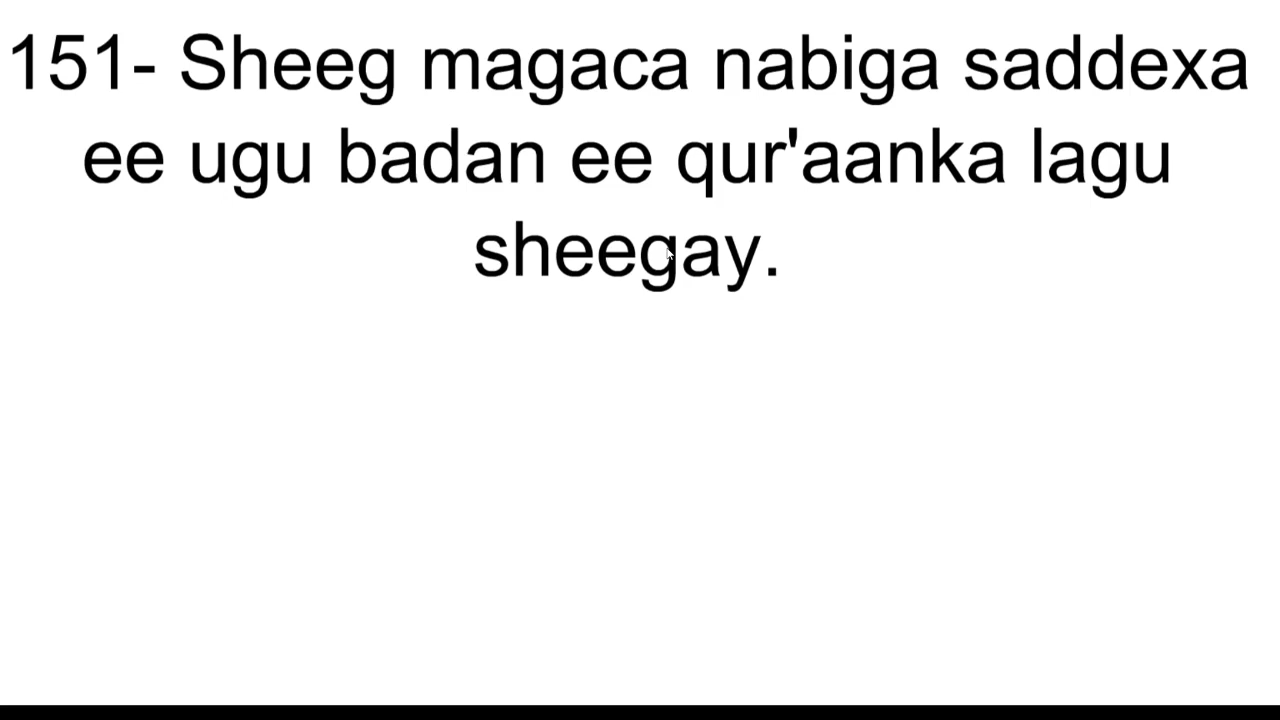 151- Sheeg magaca nabiga saddexa
ee ugu badan ee qur'aanka lagu
sheegay.